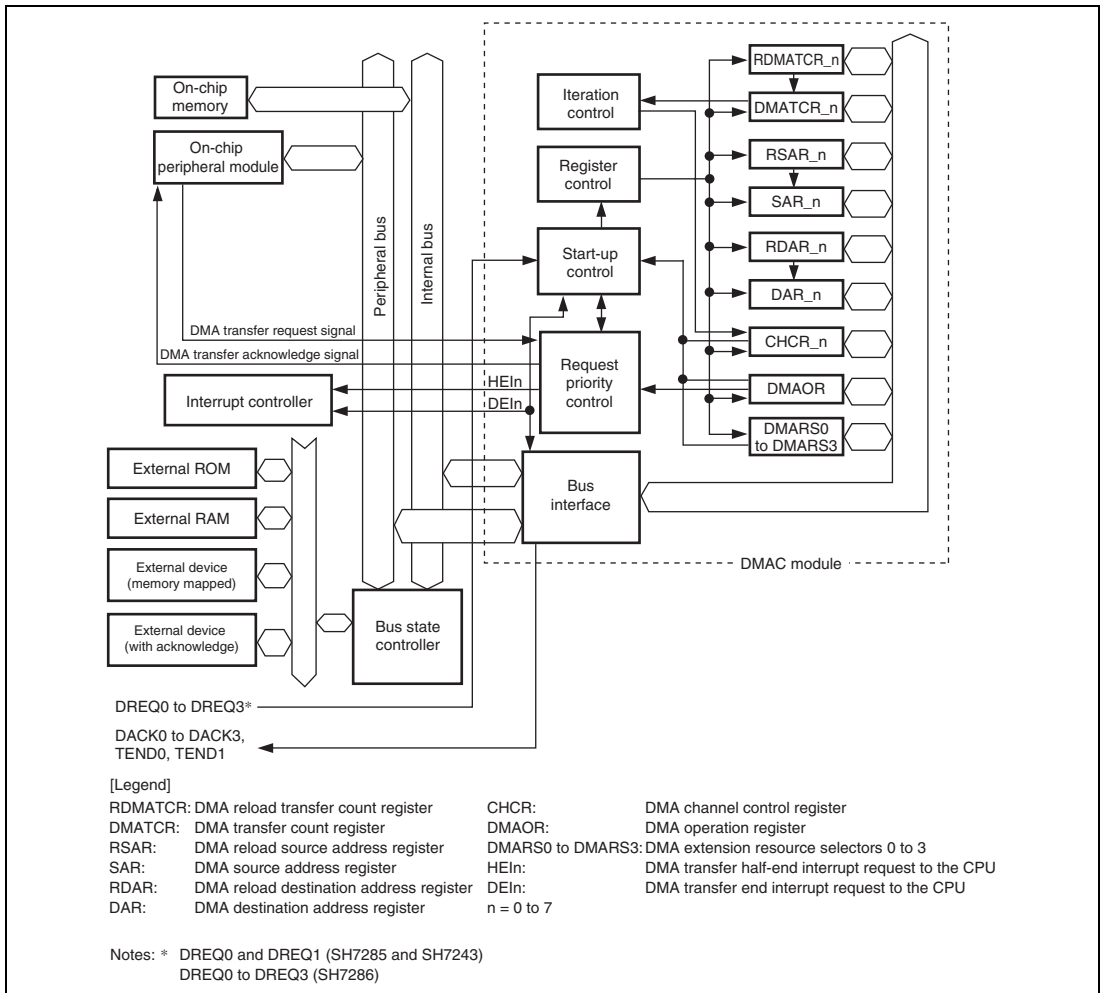 On-chip
memory
On-chip
peripheral module
Peripheral bus
Internal bus
Iteration
control
Register
control
Start-up
control
Request
priority
control
Bus
interface
RDMATCR_n
DMATCR_n
RSAR_n
SAR_n
RDAR_n
DAR_n
CHCR_n
DMAOR
DMARS0
to DMARS3
DMA transfer request signal
DMA transfer acknowledge signal
HEIn
DEIn
Interrupt controller
External ROM
External RAM
External device
(memory mapped)
External device
(with acknowledge)
Bus state
controller
DMAC module
DREQ0 to DREQ3*
DACK0 to DACK3,
TEND0, TEND1
[Legend]
RDMATCR: DMA reload transfer count register
DMATCR: DMA transfer count register
RSAR: DMA reload source address register
SAR: DMA source address register
RDAR: DMA reload destination address register
DAR: DMA destination address register
CHCR: DMA channel control register
DMAOR: DMA operation register
DMARS0 to DMARS3: DMA extension resource selectors 0 to 3
HEIn: DMA transfer half-end interrupt request to the CPU
DEIn: DMA transfer end interrupt request to the CPU
n = 0 to 7
Notes: * DREQ0 and DREQ1 (SH7285 and SH7243)
DREQ0 to DREQ3 (SH7286)